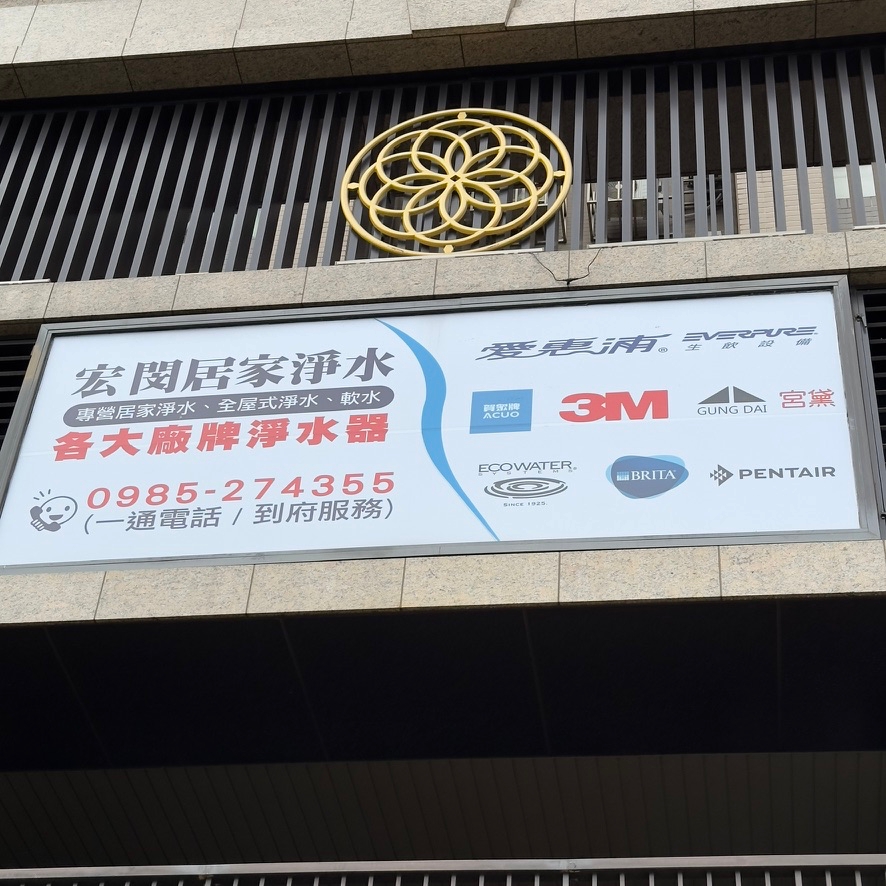 宏閔居家淨水
專營居家淨水、全屋式淨水、軟水
各大廠牌淨水器
0985-274355
(一通電話 / 到府服務)
愛惠浦® EVERPURE®
生飲設備
賀眾牌
ACUO
3M
GUNG DAI 宮黛
ECOWATER®
SYSTEMS
SINCE 1925.
BRITA
PENTAIR